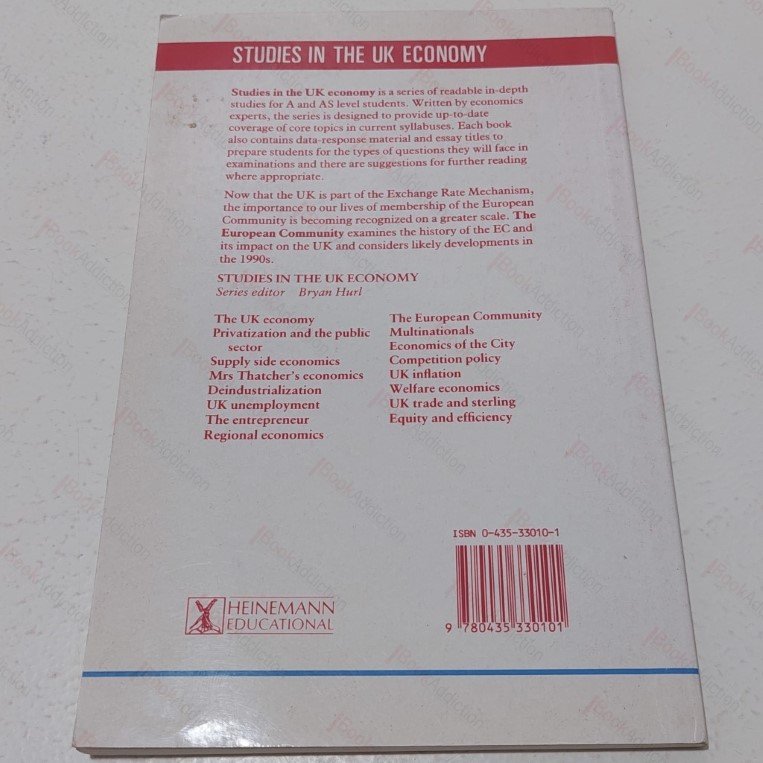 STUDIES IN THE UK ECONOMY
Studies in the UK economy is a series of readable in-depth
studies for A and AS level students. Written by economics
experts, the series is designed to provide up-to-date
coverage of core topics in current syllabuses. Each book
also contains data-response material and essay titles to
prepare students for the types of questions they will face in
examinations and there are suggestions for further reading
where appropriate.
Now that the UK is part of the Exchange Rate Mechanism,
the importance to our lives of membership of the European
Community is becoming recognized on a greater scale. The
European Community examines the history of the EC and
its impact on the UK and considers likely developments in
the 1990s.
STUDIES IN THE UK ECONOMY
Series editor Bryan Hurl
The UK economy
Privatization and the public
sector
Supply side economics
Mrs Thatcher's economics
Deindustrialization
UK unemployment
The entrepreneur
Regional economics
The European Community
Multinationals
Economics of the City
Competition policy
UK inflation
Welfare economics
UK trade and sterling
Equity and efficiency
ISBN 0-435-33010-1
9 780435 330101
HEINEMANN
EDUCATIONAL
BookAddiction